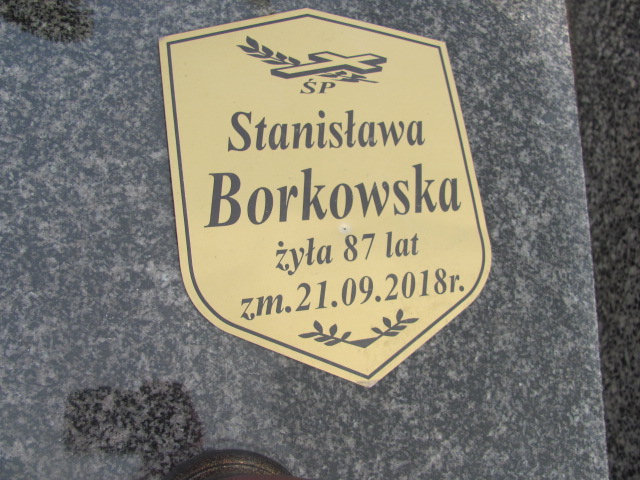 ŚP
Stanisława
Borkowska
żyła 87 lat
zm.21.09.2018r.